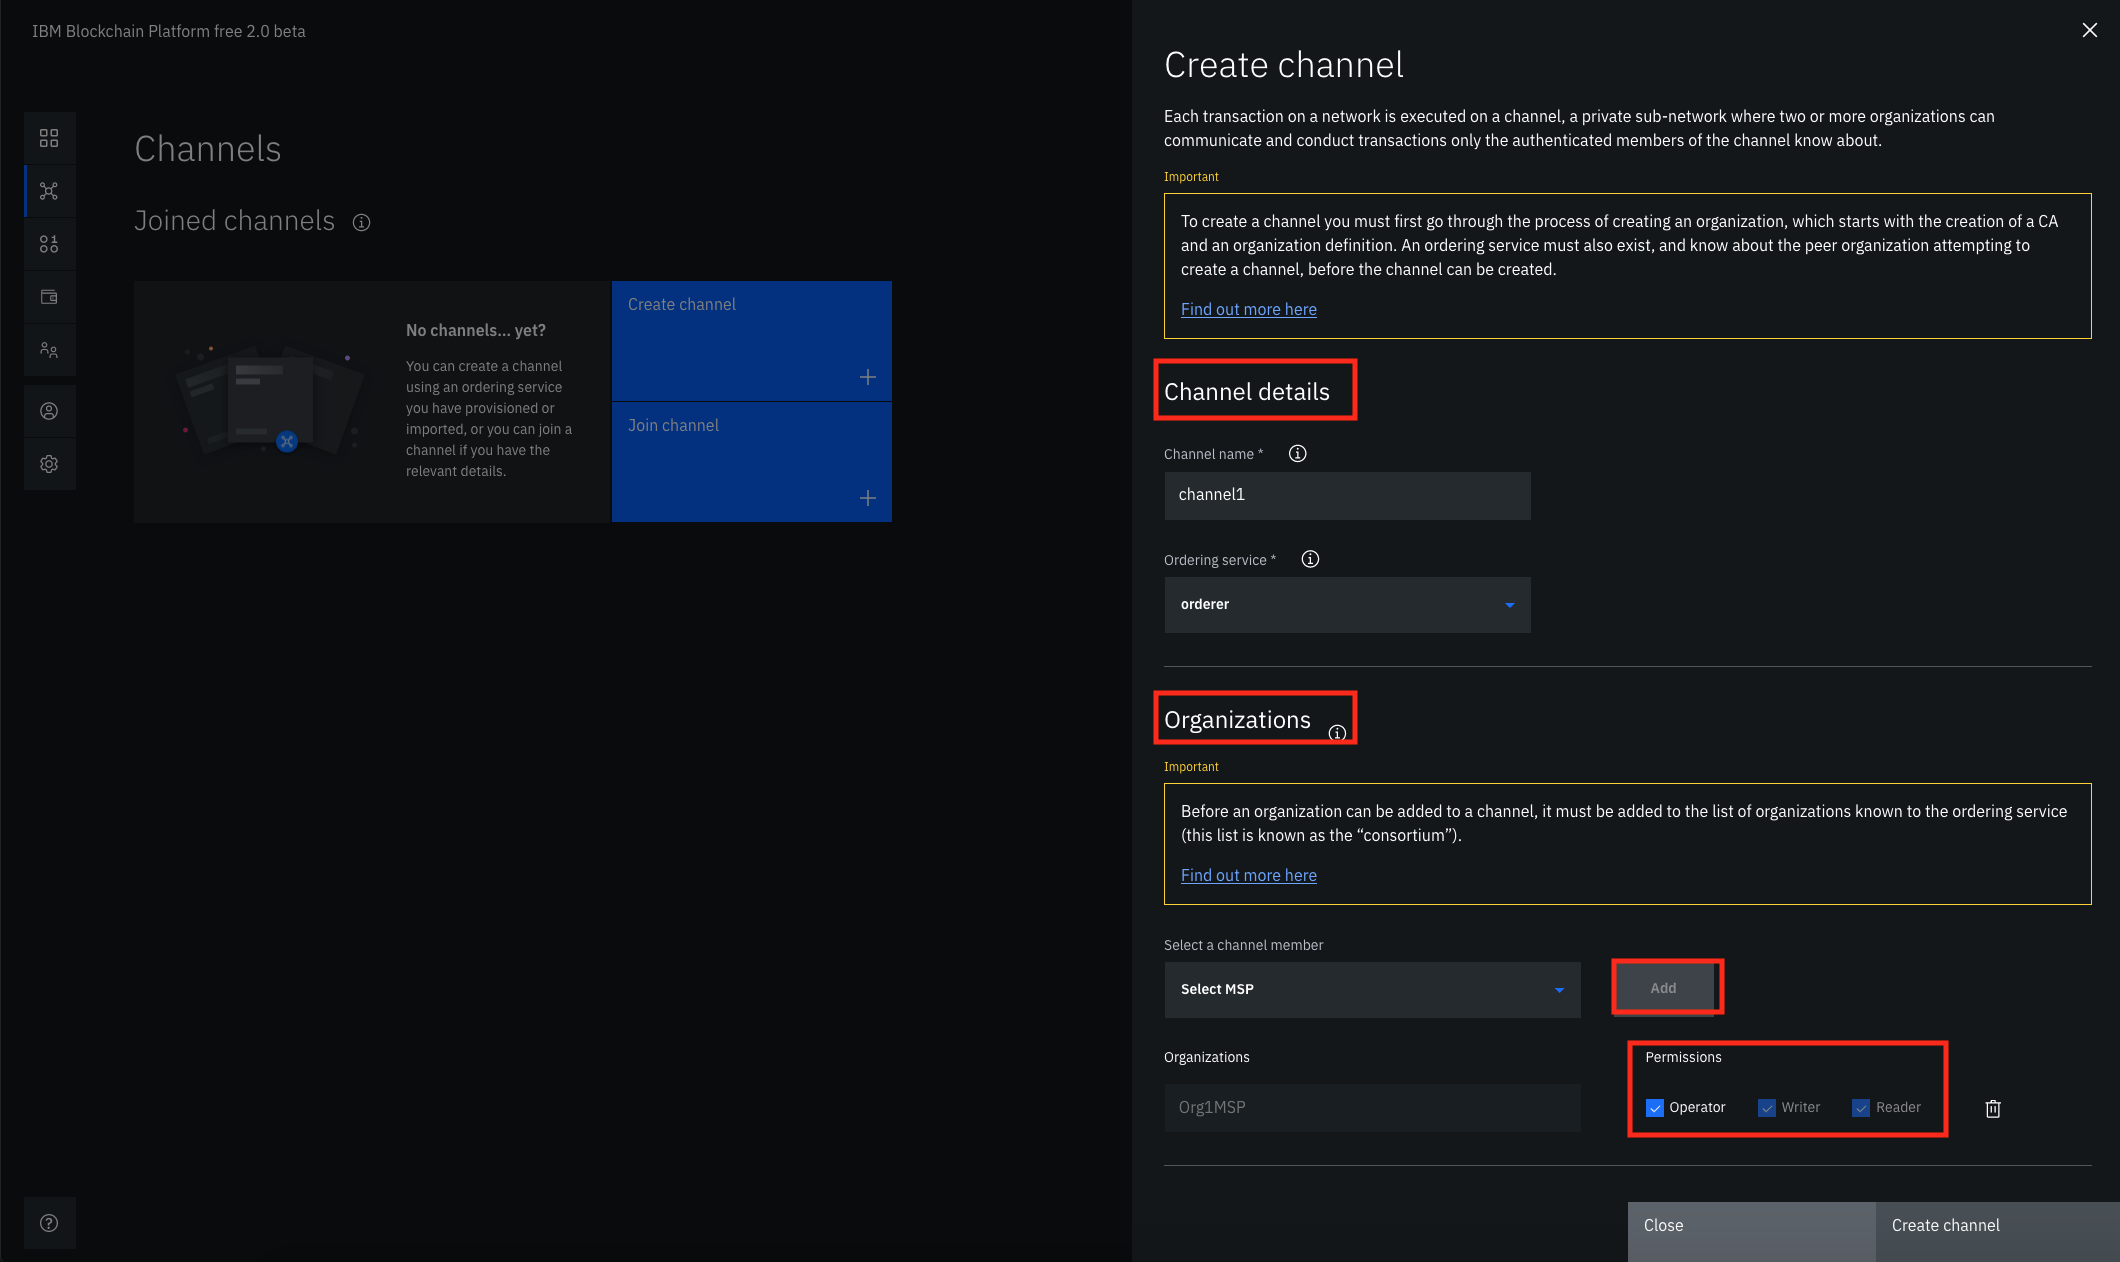 IBM Blockchain Platform free 2.0 beta
Channels
Joined channels
No channels... yet?
You can create a channel
using an ordering service
you have provisioned or
imported, or you can join a
channel if you have the
relevant details.
Create channel
Join channel
Create channel
Each transaction on a network is executed on a channel, a private sub-network where two or more organizations can
communicate and conduct transactions only the authenticated members of the channel know about.
Important
To create a channel you must first go through the process of creating an organization, which starts with the creation of a CA
and an organization definition. An ordering service must also exist, and know about the peer organization attempting to
create a channel, before the channel can be created.
Find out more here
Channel details
Channel name *
channel1
Ordering service *
orderer
Organizations
Important
Before an organization can be added to a channel, it must be added to the list of organizations known to the ordering service
(this list is known as the “consortium”).
Find out more here
Select a channel member
Select MSP
Add
Organizations
Permissions
Org1MSP
Operator Writer Reader
Close
Create channel